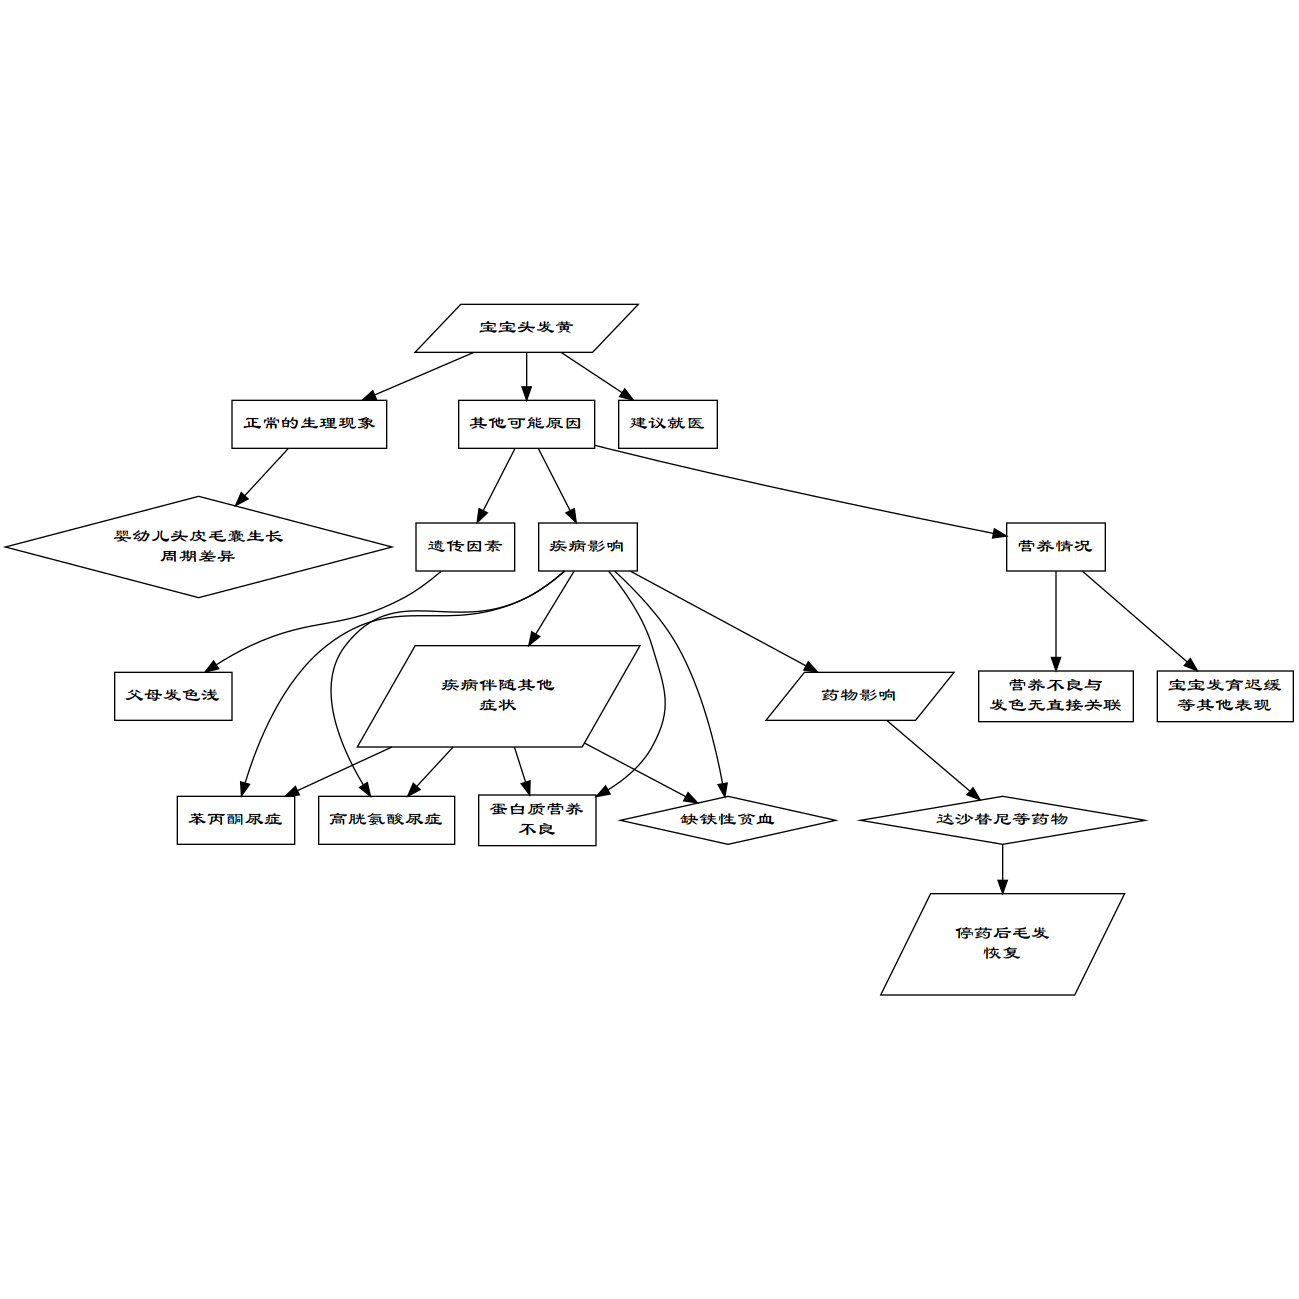 宝宝头发黄
正常的生理现象
其他可能原因
建议就医
婴幼儿头皮毛囊生长
周期差异
遗传因素
疾病影响
营养情况
父母发色浅
疾病伴随其他
症状
药物影响
营养不良与
发色无直接关联
宝宝发育迟缓
等其他表现
苯丙酮尿症
高胱氨酸尿症
蛋白质营养
不良
缺铁性贫血
达沙替尼等药物
停药后毛发
恢复